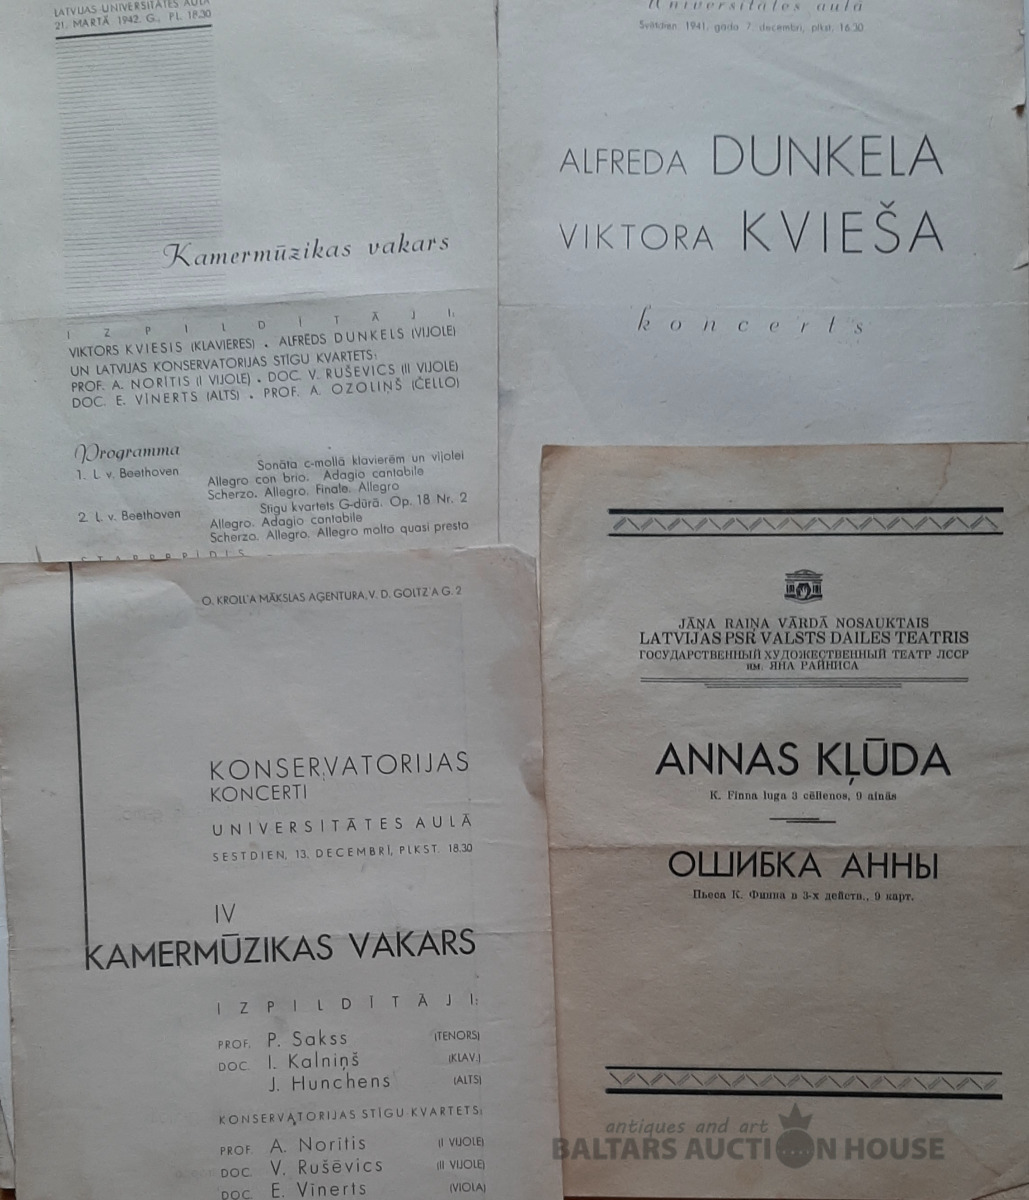 LATVIJAS UNIVERSITĀTES AULĀ
21. MARTĀ 1942. G., PL. 18.30
Kamermūzikas vakars
IZPILDĪTĀJI:
VIKTORS KVIESIS (KLAVIERES) . ALFRĒDS DUNKELS (VIJOLE)
UN LATVIJAS KONSERVATORIJAS STĪGU KVARTETS:
PROF. A. NORĪTIS (I VIJOLE) . DOC. V. RUŠEVICS (II VIJOLE)
DOC. E. VĪNERTS (ALTS) . PROF. A. OZOLIŅŠ (ČELLO)
Programma
1. L v. Beethoven Sonāta c-mollā klavierēm un vijolei
Allegro con brio. Adagio cantabile
Scherzo. Allegro. Finale. Allegro
2. L v. Beethoven Stīgu kvartets G-dūrā. Op. 18 Nr. 2
Allegro. Adagio cantabile
Scherzo. Allegro. Allegro molto quasi presto
STARPBRĪDIS
Universitātes aulā
Svētdien, 1941. gada 7. decembrī, plkst. 16.30
ALFREDA DUNKELA
VIKTORA KVIEŠA
koncerts
O. KROLL'A MĀKSLAS AĢENTURA, V. D. GOLTZ'A G. 2
KONSERVATORIJAS
KONCERTI
UNIVERSITĀTES AULĀ
SESTDIEN, 13. DECEMBRĪ, PLKST. 18.30
IV
KAMERMŪZIKAS VAKARS
IZPILDĪTĀJI:
PROF. P. Sakss (TENORS)
DOC. I. Kalniņš (KLAV.)
J. Hunchens (ALTS)
KONSERVATORIJAS STĪGU KVARTETS:
PROF. A. Norītis (I VIJOLE)
DOC. V. Rušēvics (II VIJOLE)
DOC. E. Vīnerts (VIOLA)
JĀŅA RAIŅA VĀRDĀ NOSAUKTAIS
LATVIJAS PSR VALSTS DAILES TEATRIS
ГОСУДАРСТВЕННЫЙ ХУДОЖЕСТВЕННЫЙ ТЕАТР ЛССР
им. ЯНА РАЙНИСА
ANNAS KĻŪDA
K. Finna luga 3 cēlienos, 9 ainās
ОШИБКА АННЫ
Пьеса К. Финна в 3-х действ., 9 карт.
antiques and art
BALTARS AUCTION HOUSE